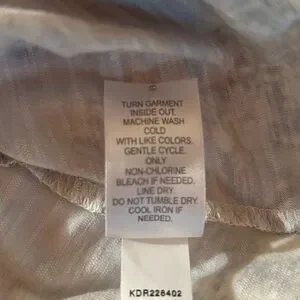 TURN GARMENT
INSIDE OUT.
MACHINE WASH
COLD
WITH LIKE COLORS.
GENTLE CYCLE.
ONLY
NON-CHLORINE
BLEACH IF NEEDED.
LINE DRY.
DO NOT TUMBLE DRY.
COOL IRON IF
NEEDED.
KDR226402